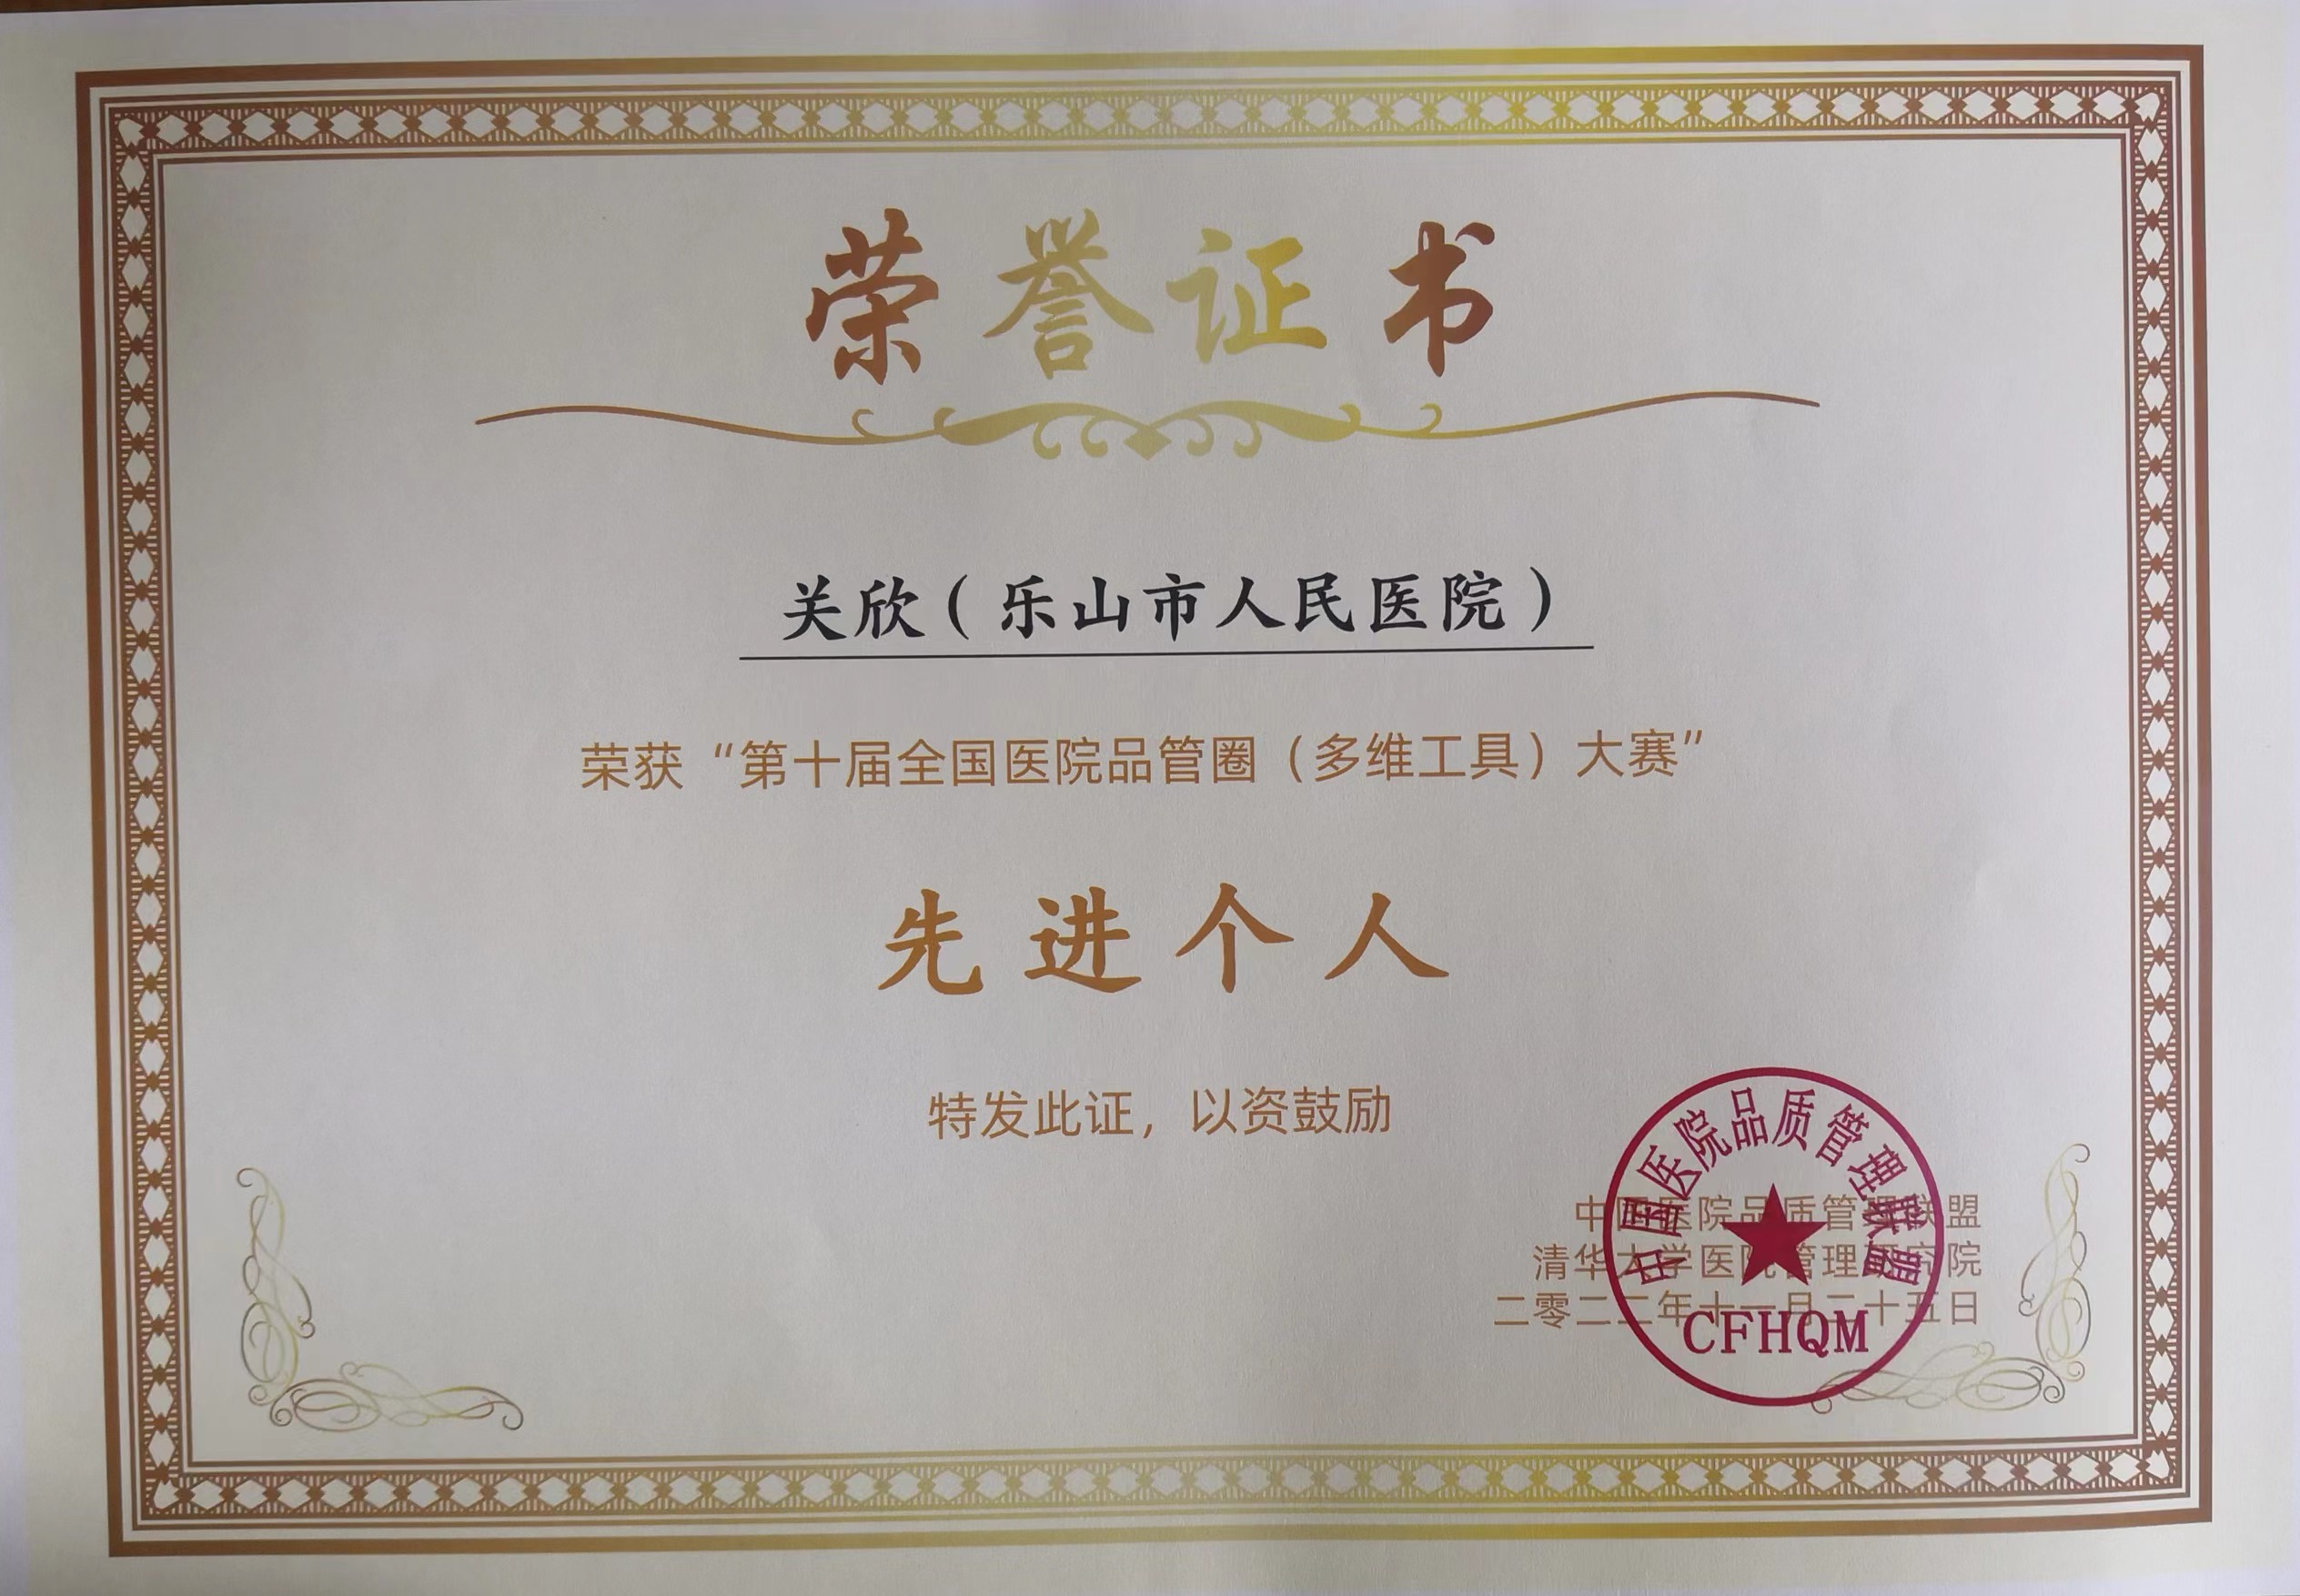 荣誉证书
关欣（乐山市人民医院）
荣获“第十届全国医院品管圈（多维工具）大赛”
先进个人
特发此证，以资鼓励
中国医院品质管理联盟
清华大学医院管理研究院
二零二二年十一月二十五日
中国医院品质管理联盟
CFHQM